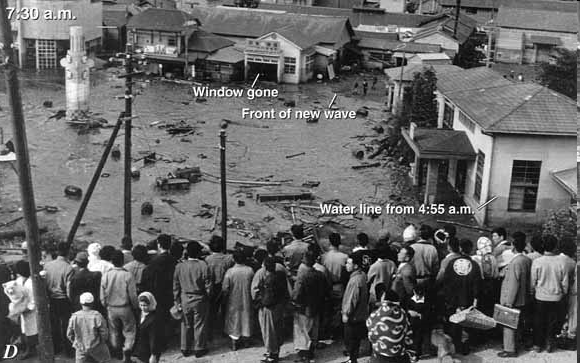 7:30 a.m.
Window gone
Front of new wave
Water line from 4:55 a.m.
D